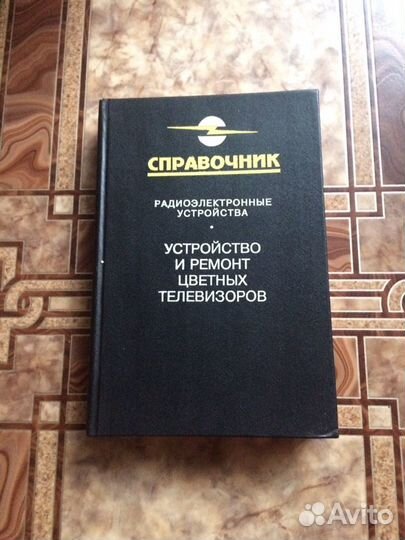 СПРАВОЧНИК
РАДИОЭЛЕКТРОННЫЕ
УСТРОЙСТВА
УСТРОЙСТВО
И РЕМОНТ
ЦВЕТНЫХ
ТЕЛЕВИЗОРОВ
Avito